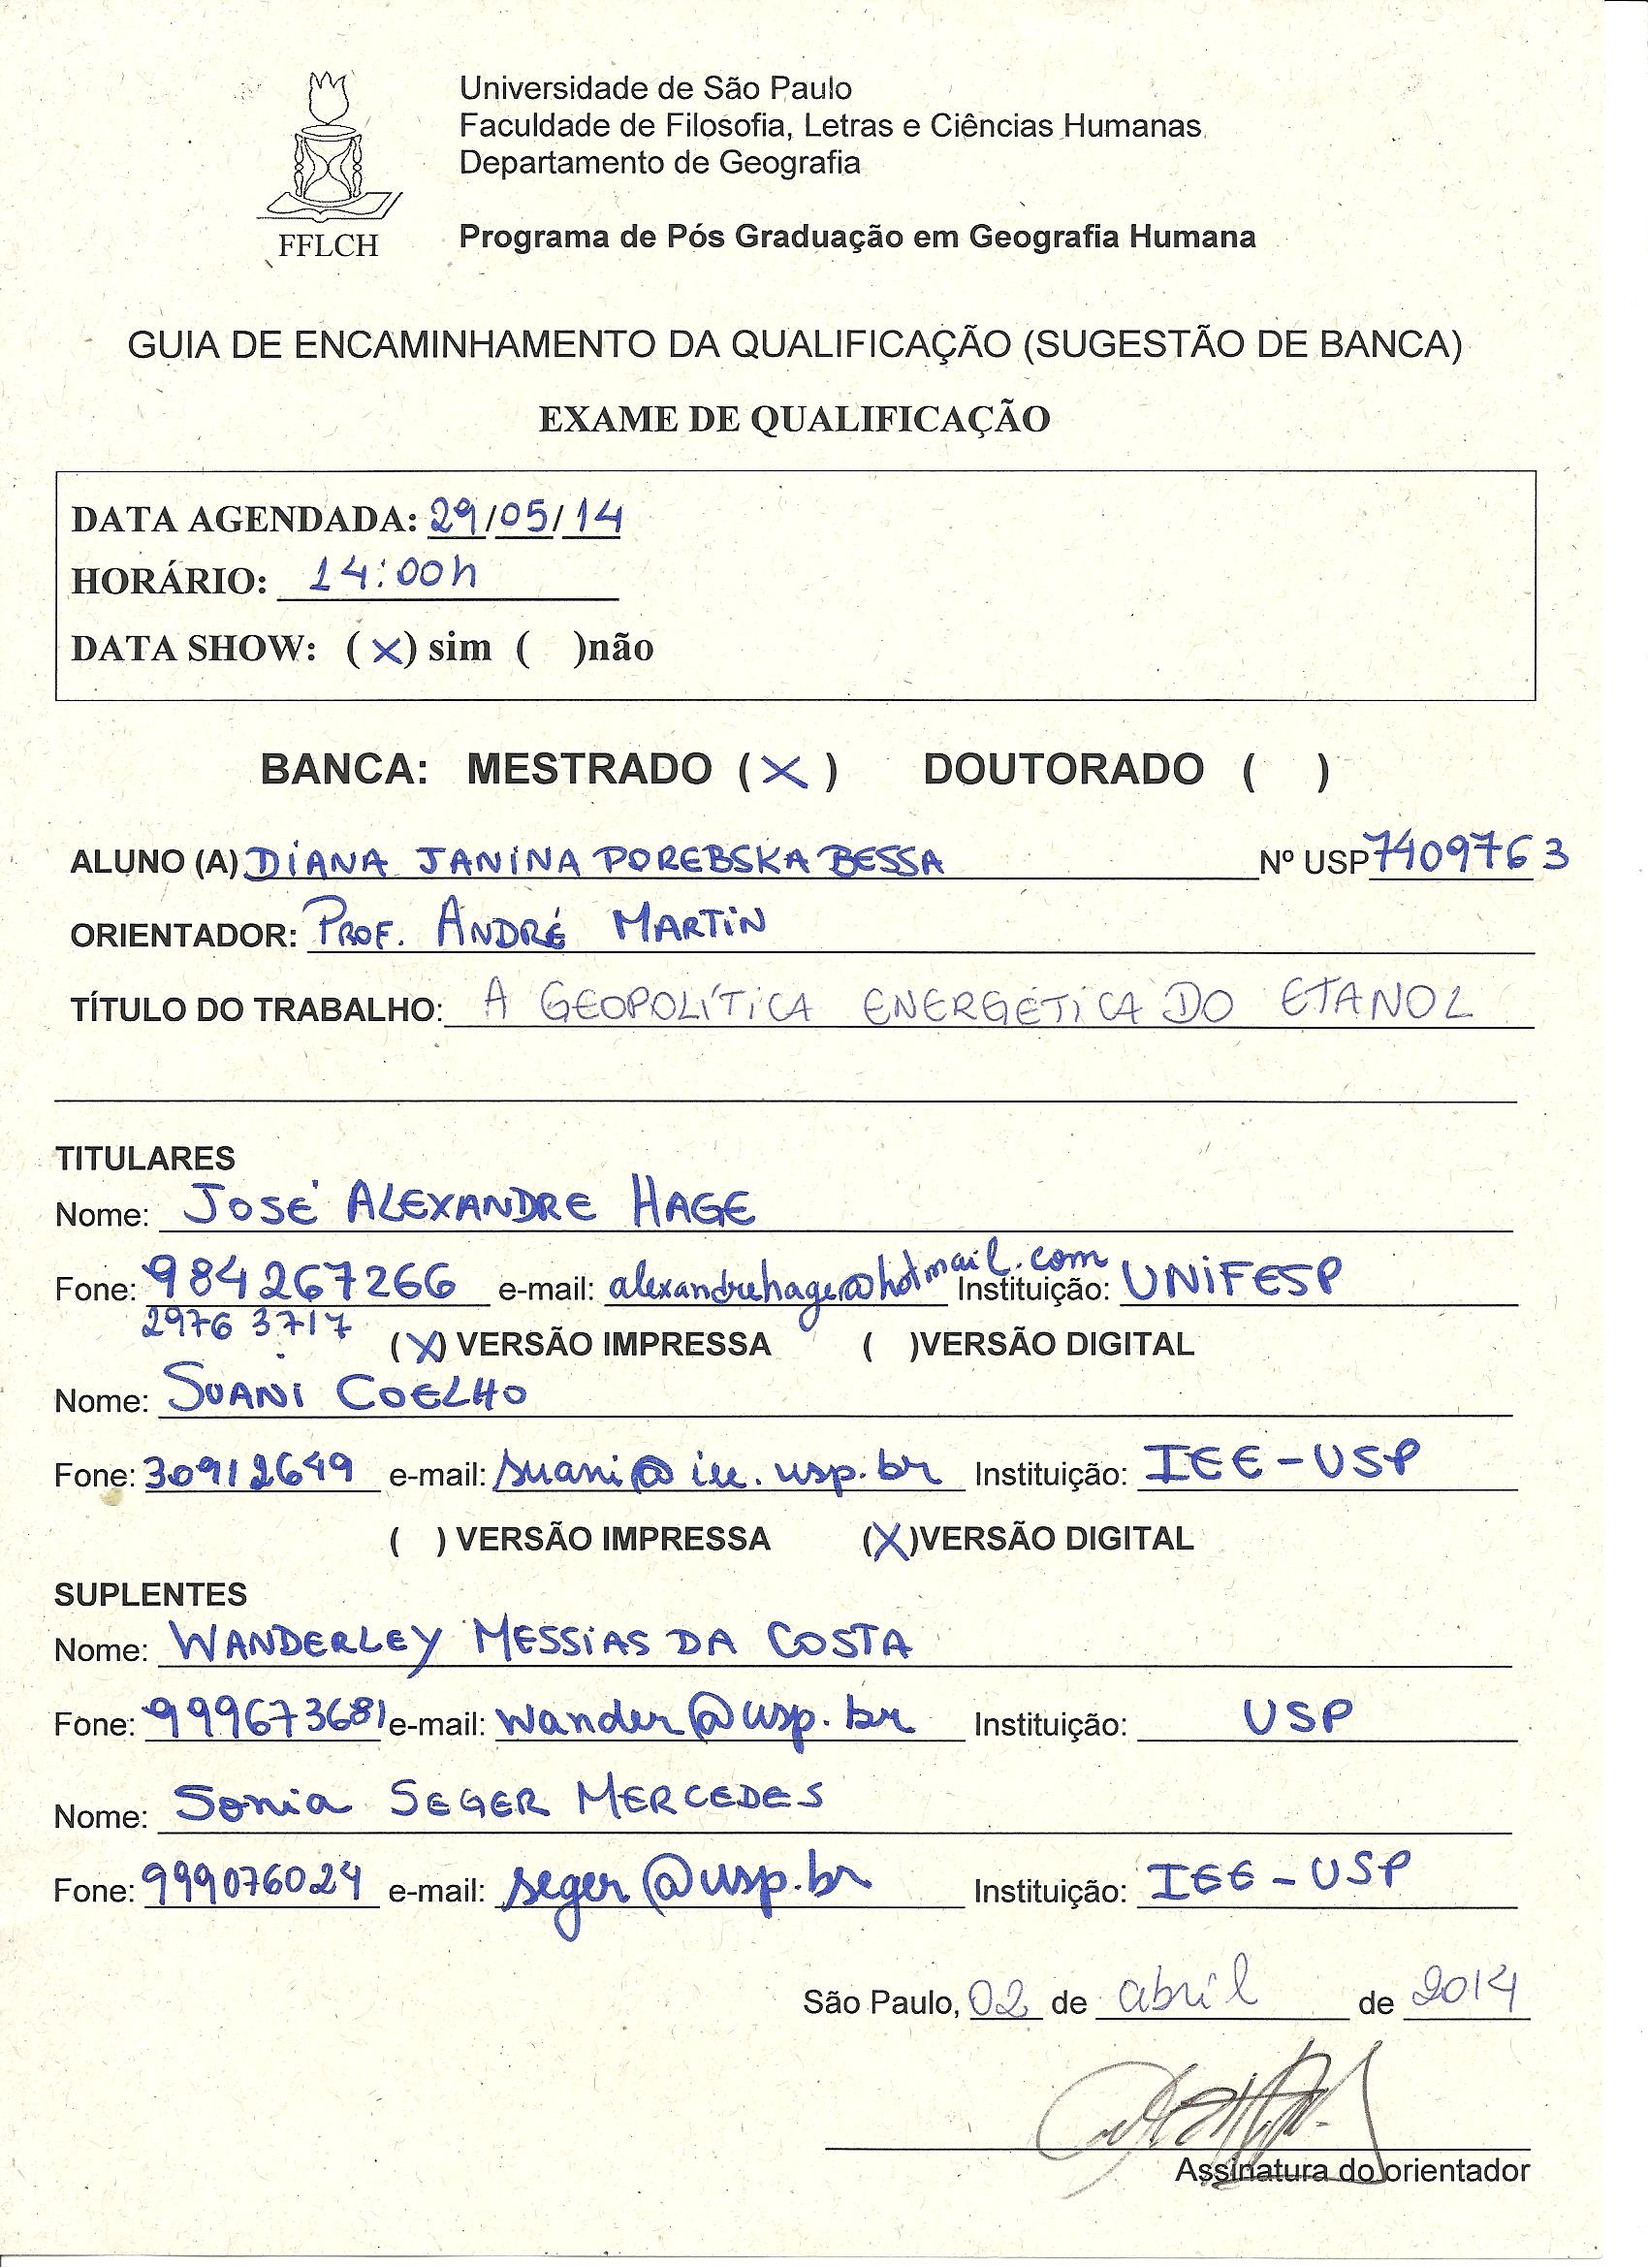 Universidade de São Paulo
Faculdade de Filosofia, Letras e Ciências Humanas
Departamento de Geografia
FFLCH
Programa de Pós Graduação em Geografia Humana
GUIA DE ENCAMINHAMENTO DA QUALIFICAÇÃO (SUGESTÃO DE BANCA)
EXAME DE QUALIFICAÇÃO
DATA AGENDADA: 29/05/14
HORÁRIO: 14:00h
DATA SHOW: (x) sim ( )não
BANCA: MESTRADO (X) DOUTORADO ( )
ALUNO (A) DIANA JANINA POREBSKA BESSA Nº USP 7409763
ORIENTADOR: PROF. ANDRÉ MARTIN
TÍTULO DO TRABALHO: A GEOPOLÍTICA ENERGÉTICA DO ETANOL
TITULARES
Nome: JOSÉ ALEXANDRE HAGE
Fone: 984267266 e-mail: alexandrehage@hotmail.com Instituição: UNIFESP
2976 3717
(X) VERSÃO IMPRESSA ( )VERSÃO DIGITAL
Nome: SUANI COELHO
Fone: 30912649 e-mail: suani@iee.usp.br Instituição: IEE-USP
( ) VERSÃO IMPRESSA (X)VERSÃO DIGITAL
SUPLENTES
Nome: WANDERLEY MESSIAS DA COSTA
Fone: 999673681 e-mail: wander@usp.br Instituição: USP
Nome: Sonia SEGER MERCEDES
Fone: 999076024 e-mail: seger@usp.br Instituição: IEE-USP
São Paulo, 02 de abril de 2014
Assinatura do orientador